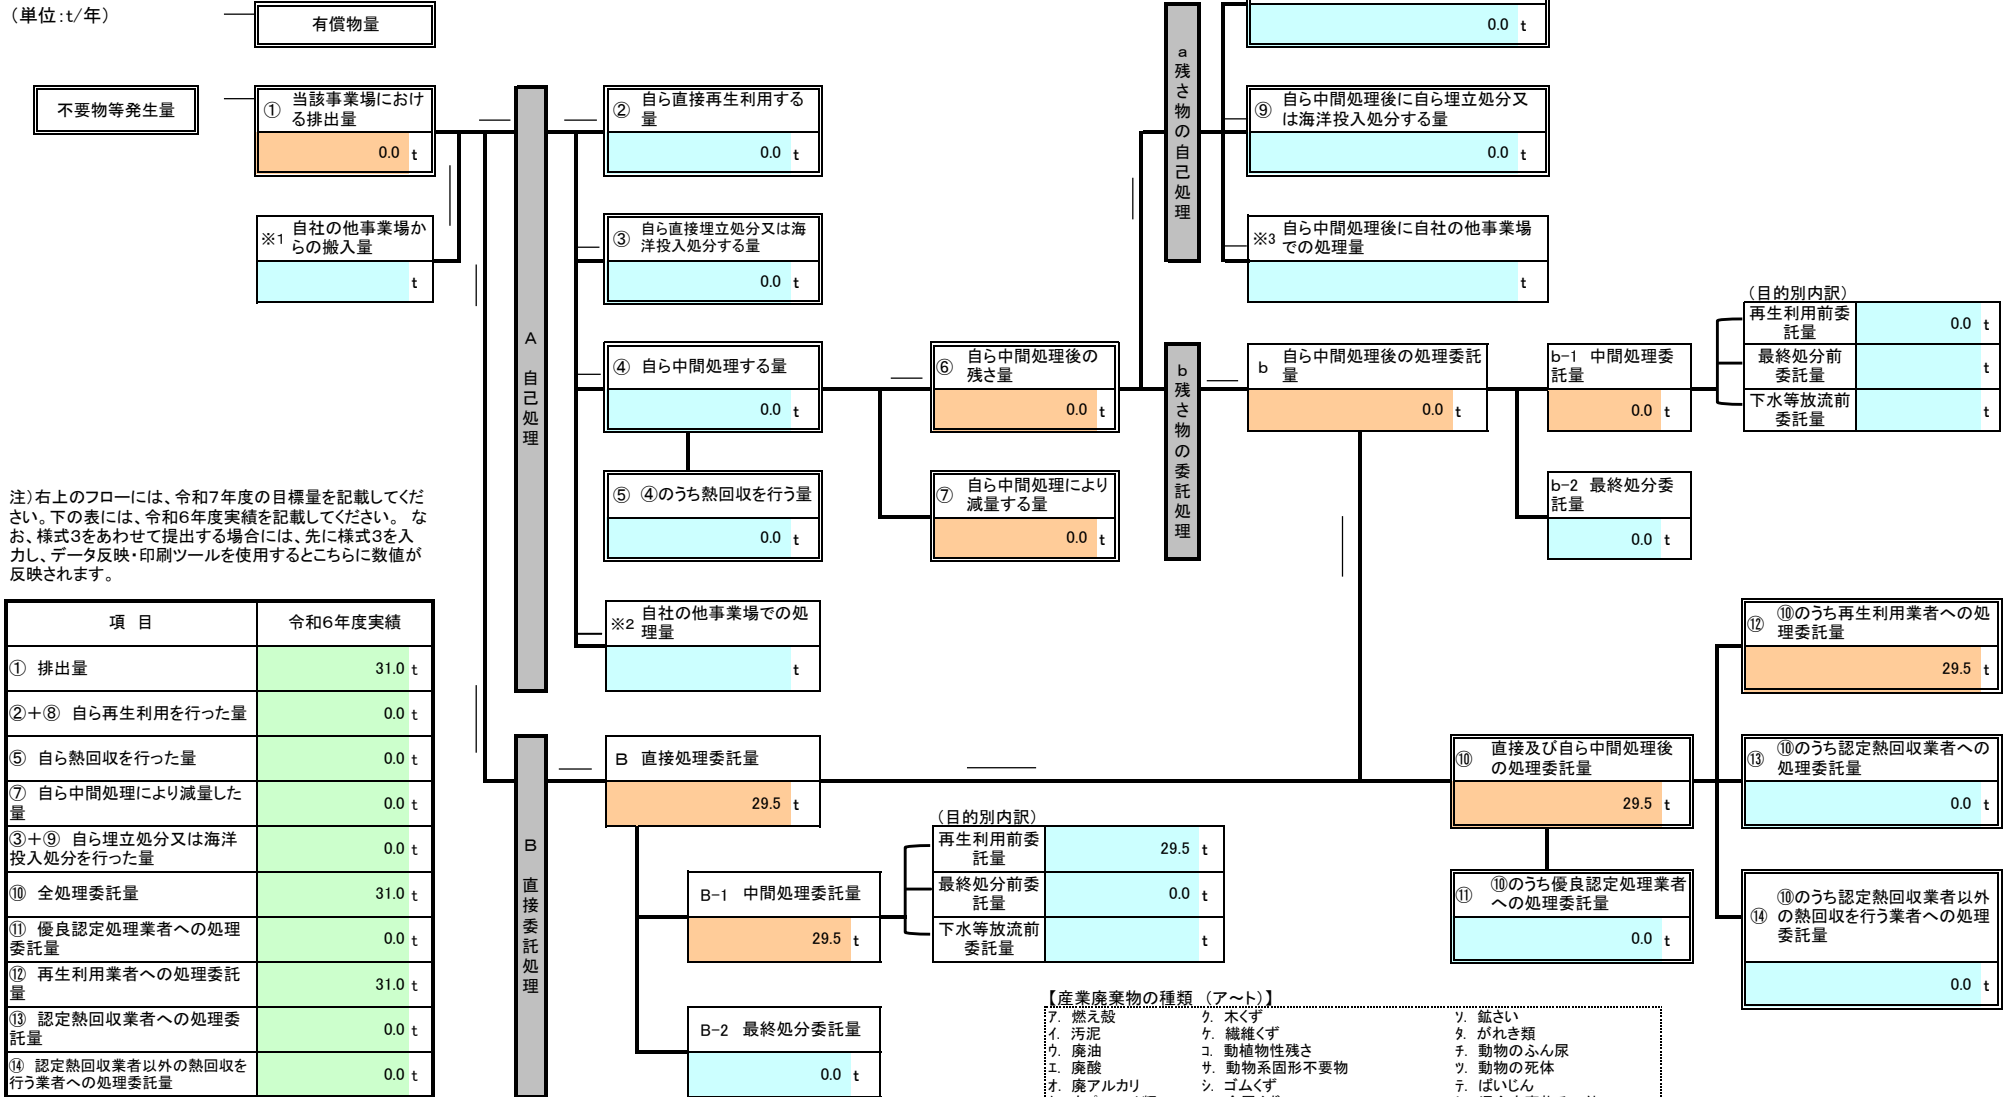 (単位:t/年)
有償物量
0.0 t
不要物等発生量
① 当該事業場におけ
る排出量
0.0 t
※1 自社の他事業場か
らの搬入量
t
A 自己処理
② 自ら直接再生利用する
量
0.0 t
③ 自ら直接埋立処分又は海
洋投入処分する量
0.0 t
④ 自ら中間処理する量
0.0 t
⑤ ④のうち熱回収を行う量
0.0 t
※2 自社の他事業場での処
理量
t
⑥ 自ら中間処理後の
残さ量
0.0 t
⑦ 自ら中間処理により
減量する量
0.0 t
a残さ物の自己処理
⑨ 自ら中間処理後に自ら埋立処分又
は海洋投入処分する量
0.0 t
※3 自ら中間処理後に自社の他事業場
での処理量
t
b残さ物の委託処理
b 自ら中間処理後の処理委託
量
0.0 t
b-1 中間処理委
託量
0.0 t
b-2 最終処分委
託量
0.0 t
(目的別内訳)
再生利用前委
託量
0.0 t
最終処分前
委託量
t
下水等放流前
委託量
t
注)右上のフローには、令和7年度の目標量を記載してくだ
さい。下の表には、令和6年度実績を記載してください。 な
お、様式3をあわせて提出する場合には、先に様式3を入
力し、データ反映・印刷ツールを使用するとこちらに数値が
反映されます。
項 目 令和6年度実績
① 排出量 31.0 t
②+⑧ 自ら再生利用を行った量 0.0 t
⑤ 自ら熱回収を行った量 0.0 t
⑦ 自ら中間処理により減量した
量 0.0 t
③+⑨ 自ら埋立処分又は海洋
投入処分を行った量 0.0 t
⑩ 全処理委託量 31.0 t
⑪ 優良認定処理業者への処理
委託量 0.0 t
⑫ 再生利用業者への処理委託
量 31.0 t
⑬ 認定熱回収業者への処理委
託量 0.0 t
⑭ 認定熱回収業者以外の熱回収を
行う業者への処理委託量 0.0 t
B 直接委託処理
B 直接処理委託量
29.5 t
B-1 中間処理委託量
29.5 t
B-2 最終処分委託量
0.0 t
(目的別内訳)
再生利用前委
託量
29.5 t
最終処分前委
託量
0.0 t
下水等放流前
委託量
t
⑩ 直接及び自ら中間処理後
の処理委託量
29.5 t
⑪ ⑩のうち優良認定処理業者
への処理委託量
0.0 t
⑫ ⑩のうち再生利用業者への処
理委託量
29.5 t
⑬ ⑩のうち認定熱回収業者への
処理委託量
0.0 t
⑭ ⑩のうち認定熱回収業者以外
の熱回収を行う業者への処理
委託量
0.0 t
【産業廃棄物の種類 (ア~ト)】
ア. 燃え殻 ク. 木くず ソ. 鉱さい
イ. 汚泥 ケ. 繊維くず タ. がれき類
ウ. 廃油 コ. 動植物性残さ チ. 動物のふん尿
エ. 廃酸 サ. 動物系固形不要物 ツ. 動物の死体
オ. 廃アルカリ シ. ゴムくず テ. ばいじん